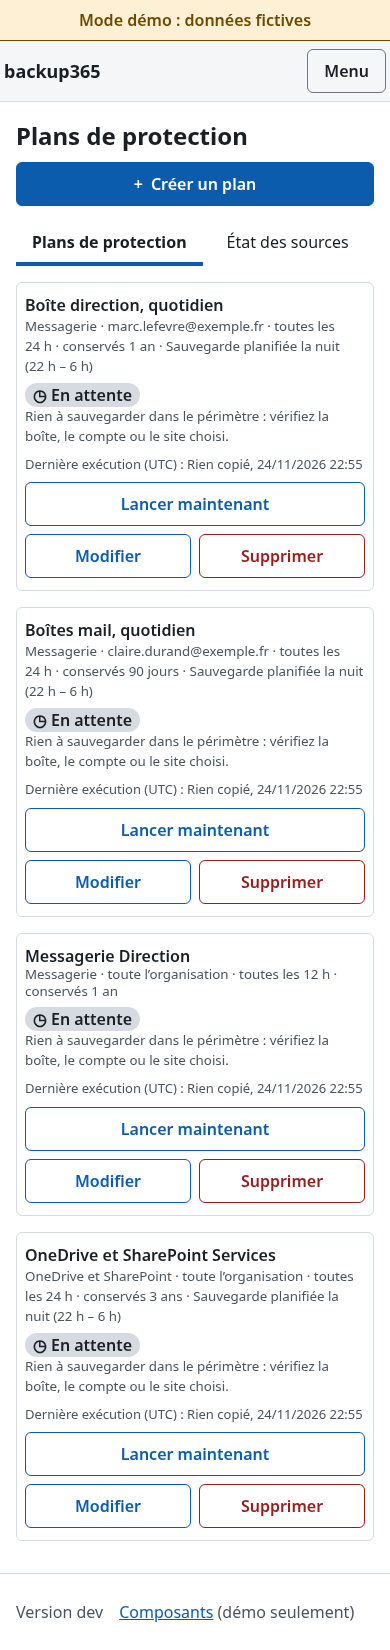 Mode démo : données fictives
backup365
Menu
Plans de protection
+ Créer un plan
Plans de protection
État des sources
Boîte direction, quotidien
Messagerie · marc.lefevre@exemple.fr · toutes les
24 h · conservés 1 an · Sauvegarde planifiée la nuit
(22 h – 6 h)
En attente
Rien à sauvegarder dans le périmètre : vérifiez la
boîte, le compte ou le site choisi.
Dernière exécution (UTC) : Rien copié, 24/11/2026 22:55
Lancer maintenant
Modifier
Supprimer
Boîtes mail, quotidien
Messagerie · claire.durand@exemple.fr · toutes les
24 h · conservés 90 jours · Sauvegarde planifiée la nuit
(22 h – 6 h)
En attente
Rien à sauvegarder dans le périmètre : vérifiez la
boîte, le compte ou le site choisi.
Dernière exécution (UTC) : Rien copié, 24/11/2026 22:55
Lancer maintenant
Modifier
Supprimer
Messagerie Direction
Messagerie · toute l’organisation · toutes les 12 h ·
conservés 1 an
En attente
Rien à sauvegarder dans le périmètre : vérifiez la
boîte, le compte ou le site choisi.
Dernière exécution (UTC) : Rien copié, 24/11/2026 22:55
Lancer maintenant
Modifier
Supprimer
OneDrive et SharePoint Services
OneDrive et SharePoint · toute l’organisation · toutes
les 24 h · conservés 3 ans · Sauvegarde planifiée la
nuit (22 h – 6 h)
En attente
Rien à sauvegarder dans le périmètre : vérifiez la
boîte, le compte ou le site choisi.
Dernière exécution (UTC) : Rien copié, 24/11/2026 22:55
Lancer maintenant
Modifier
Supprimer
Version dev Composants (démo seulement)